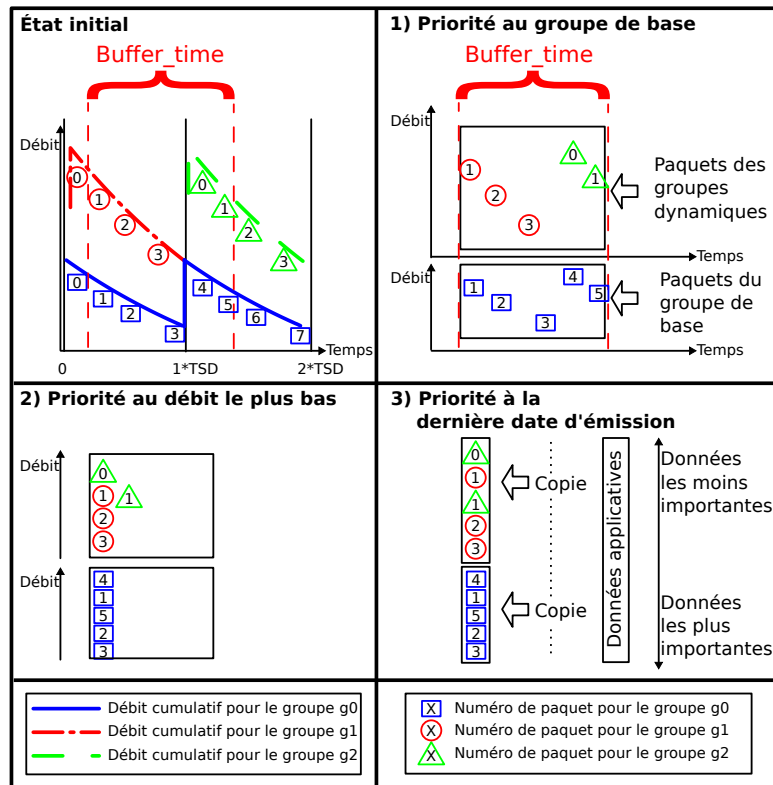 État initial
Buffer_time
Débit
0
1
2
3
0
1
2
3
0
1
2
3
4
5
6
7
Temps
0
1*TSD
2*TSD
1) Priorité au groupe de base
Buffer_time
Débit
1
2
3
0
1
Paquets des
groupes
dynamiques
Temps
Débit
1
2
3
4
5
Paquets du
groupe de
base
Temps
2) Priorité au débit le plus bas
Débit
0
1
1
2
3
Débit
4
1
5
2
3
3) Priorité à la
dernière date d'émission
0
1
1
2
3
Copie
4
1
5
2
3
Copie
Données applicatives
Données
les moins
importantes
Données
les plus
importantes
Débit cumulatif pour le groupe g0
Débit cumulatif pour le groupe g1
Débit cumulatif pour le groupe g2
X Numéro de paquet pour le groupe g0
X Numéro de paquet pour le groupe g1
X Numéro de paquet pour le groupe g2